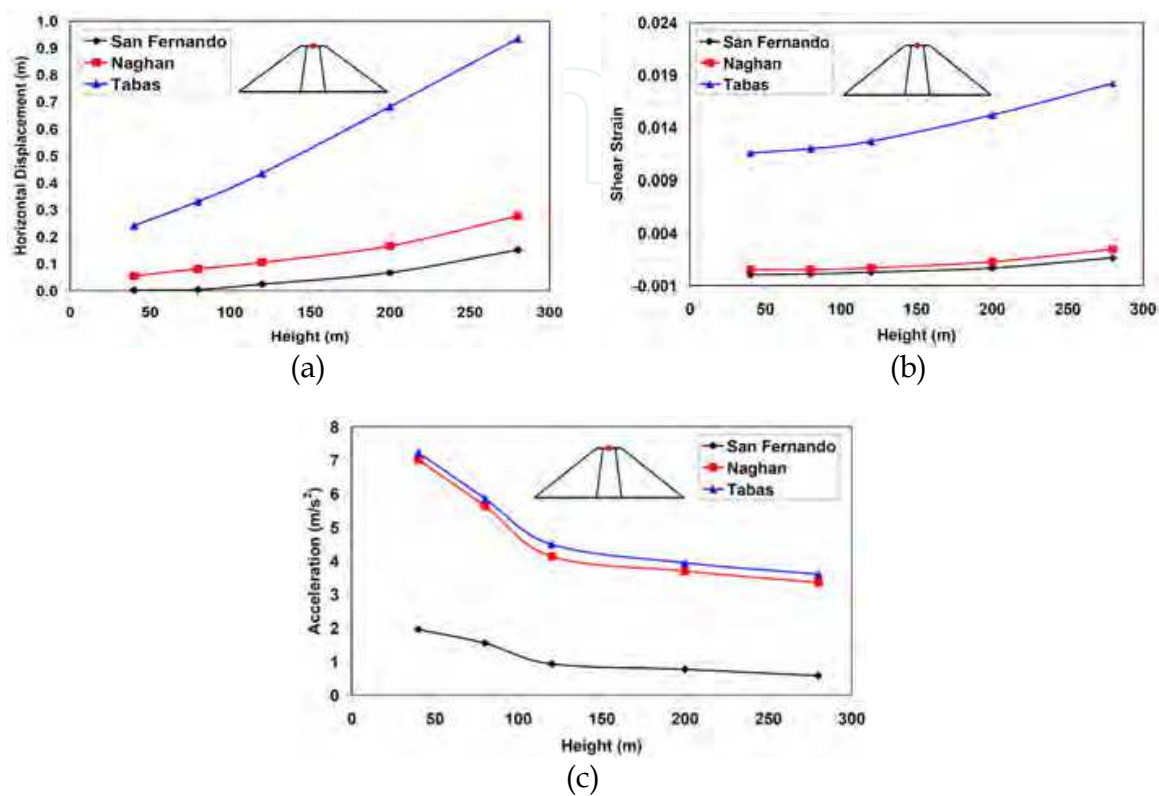 1.0
0.9
0.8
0.7
0.6
0.5
0.4
0.3
0.2
0.1
0.0
Horizontal Displacement (m)
San Fernando
Naghan
Tabas
0 50 100 150 200 250 300
Height (m)
(a)
0.024
0.019
0.014
0.009
0.004
-0.001
Shear Strain
San Fernando
Naghan
Tabas
0 50 100 150 200 250 300
Height (m)
(b)
8
7
6
5
4
3
2
1
0
Acceleration (m/s²)
San Fernando
Naghan
Tabas
0 50 100 150 200 250 300
Height (m)
(c)